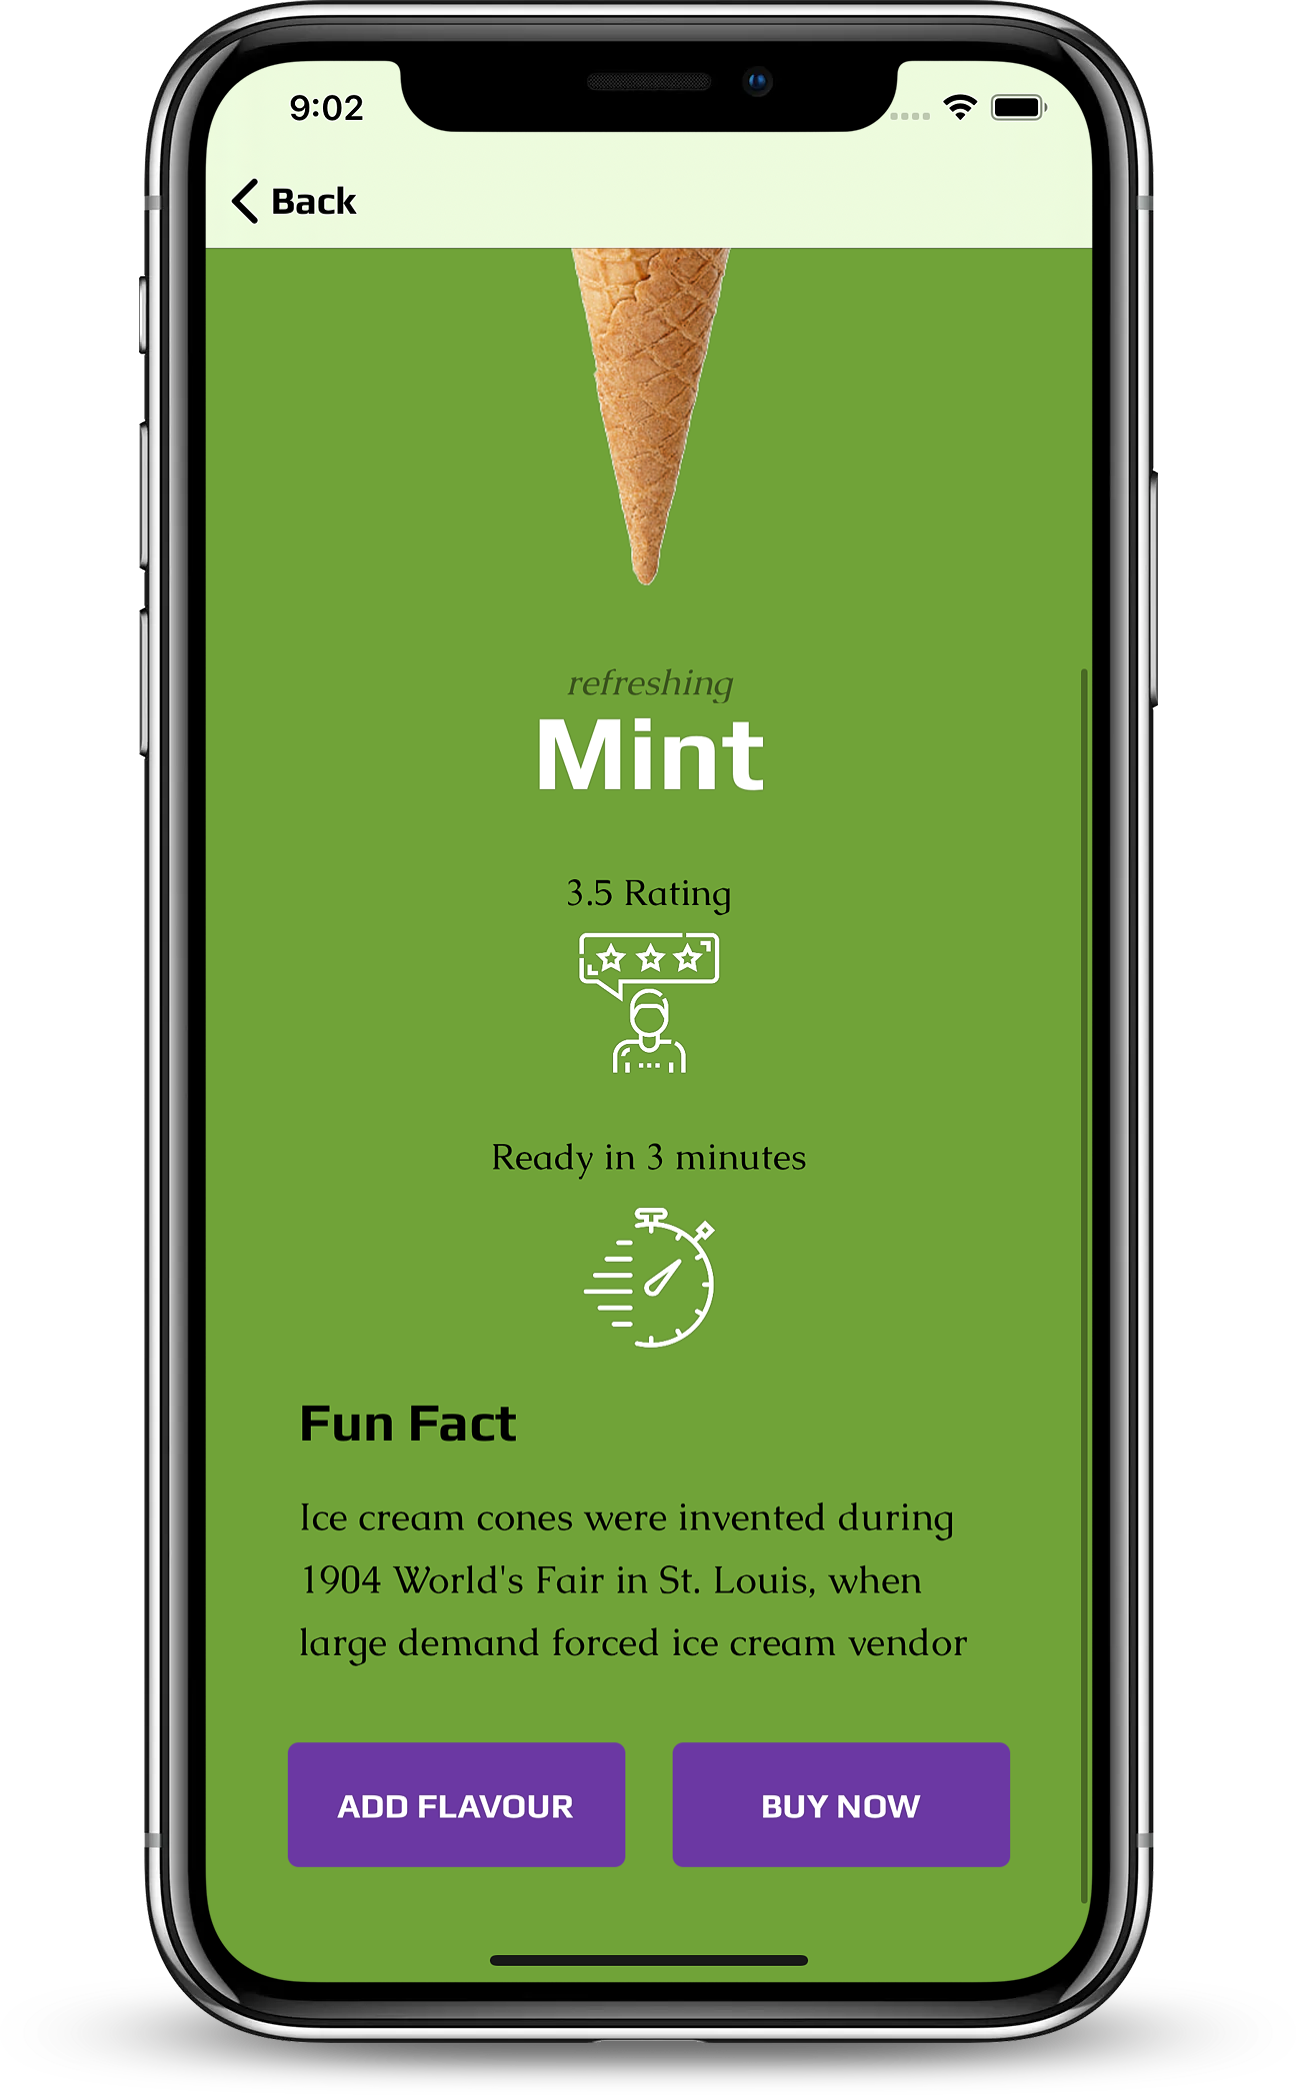 9:02
Back
refreshing
Mint
3.5 Rating
Ready in 3 minutes
Fun Fact
Ice cream cones were invented during
1904 World's Fair in St. Louis, when
large demand forced ice cream vendor
ADD FLAVOUR
BUY NOW